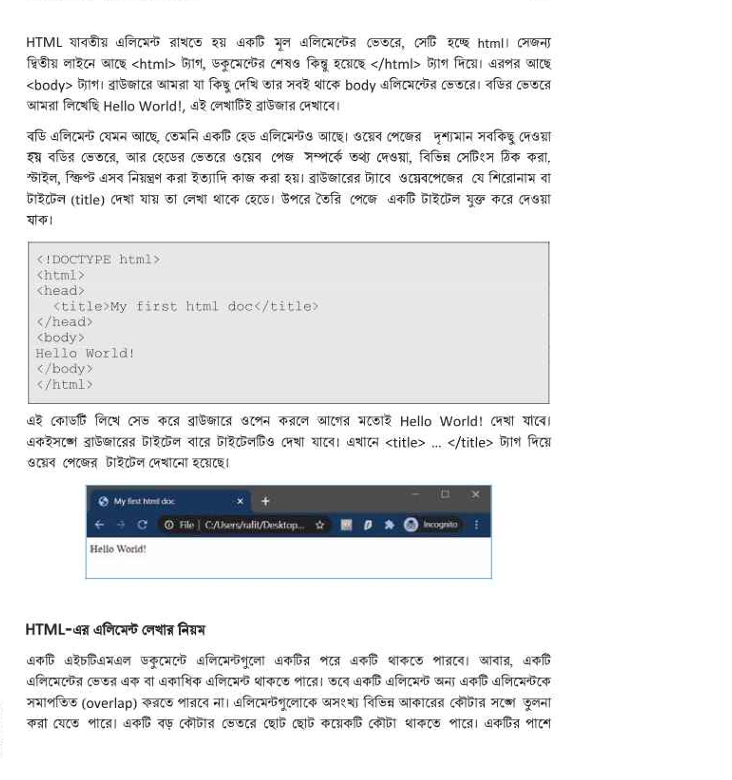 HTML যাবতীয় এলিমেন্ট রাখতে হয় একটি মূল এলিমেন্টের ভেতরে, সেটি হচ্ছে html। সেজন্য
দ্বিতীয় লাইনে আছে <html> ট্যাগ, ডকুমেন্টের শেষও কিন্তু হয়েছে </html> ট্যাগ দিয়ে। এরপর আছে
<body> ট্যাগ। ব্রাউজারে আমরা যা কিছু দেখি তার সবই থাকে body এলিমেন্টের ভেতরে। বডির ভেতরে
আমরা লিখেছি Hello World!, এই লেখাটিই ব্রাউজার দেখাবে।
বডি এলিমেন্ট যেমন আছে, তেমনি একটি হেড এলিমেন্টও আছে। ওয়েব পেজের দৃশ্যমান সবকিছু দেওয়া
হয় বডির ভেতরে, আর হেডের ভেতরে ওয়েব পেজ সম্পর্কে তথ্য দেওয়া, বিভিন্ন সেটিংস ঠিক করা,
স্টাইল, স্ক্রিপ্ট এসব নিয়ন্ত্রণ করা ইত্যাদি কাজ করা হয়। ব্রাউজারের ট্যাবে ওয়েবপেজের যে শিরোনাম বা
টাইটেল (title) দেখা যায় তা লেখা থাকে হেডে। উপরে তৈরি পেজে একটি টাইটেল যুক্ত করে দেওয়া
যাক।
<!DOCTYPE html>
<html>
<head>
<title>My first html doc</title>
</head>
<body>
Hello World!
</body>
</html>
এই কোডটি লিখে সেভ করে ব্রাউজারে ওপেন করলে আগের মতোই Hello World! দেখা যাবে।
একইসঙ্গে ব্রাউজারের টাইটেল বারে টাইটেলটিও দেখা যাবে। এখানে <title> ... </title> ট্যাগ দিয়ে
ওয়েব পেজের টাইটেল দেখানো হয়েছে।
My first html doc
File | C:/Users/rafit/Desktop... Incognito
Hello World!
HTML-এর এলিমেন্ট লেখার নিয়ম
একটি এইচটিএমএল ডকুমেন্টে এলিমেন্টগুলো একটির পরে একটি থাকতে পারবে। আবার, একটি
এলিমেন্টের ভেতর এক বা একাধিক এলিমেন্ট থাকতে পারে। তবে একটি এলিমেন্ট অন্য একটি এলিমেন্টকে
সমাপতিত (overlap) করতে পারবে না। এলিমেন্টগুলোকে অসংখ্য বিভিন্ন আকারের কৌটার সঙ্গে তুলনা
করা যেতে পারে। একটি বড় কৌটার ভেতরে ছোট ছোট কয়েকটি কৌটা থাকতে পারে। একটির পাশে